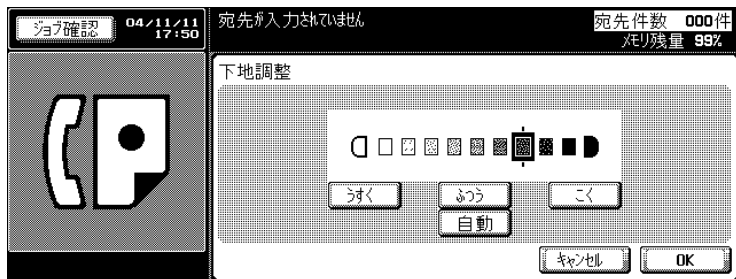 ジョブ確認
04/11/11
17:50
宛先が入力されていません
宛先件数 000件
メモリ残量 99%
下地調整
うすく
ふつう
こく
自動
キャンセル
OK